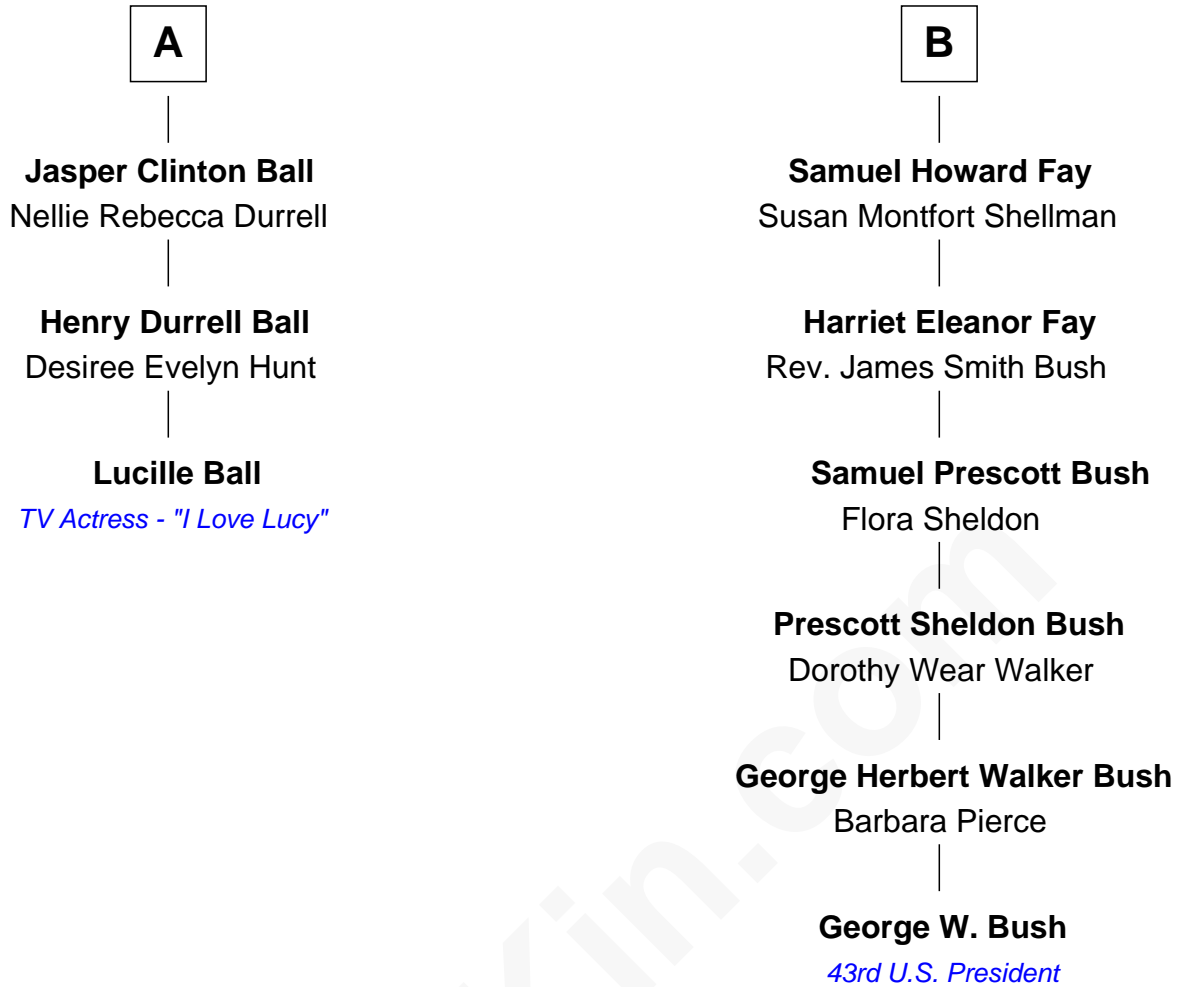 A
Jasper Clinton Ball
Nellie Rebecca Durrell
Henry Durrell Ball
Desiree Evelyn Hunt
Lucille Ball
TV Actress - "I Love Lucy"
B
Samuel Howard Fay
Susan Montfort Shellman
Harriet Eleanor Fay
Rev. James Smith Bush
Samuel Prescott Bush
Flora Sheldon
Prescott Sheldon Bush
Dorothy Wear Walker
George Herbert Walker Bush
Barbara Pierce
George W. Bush
43rd U.S. President
Kin.com